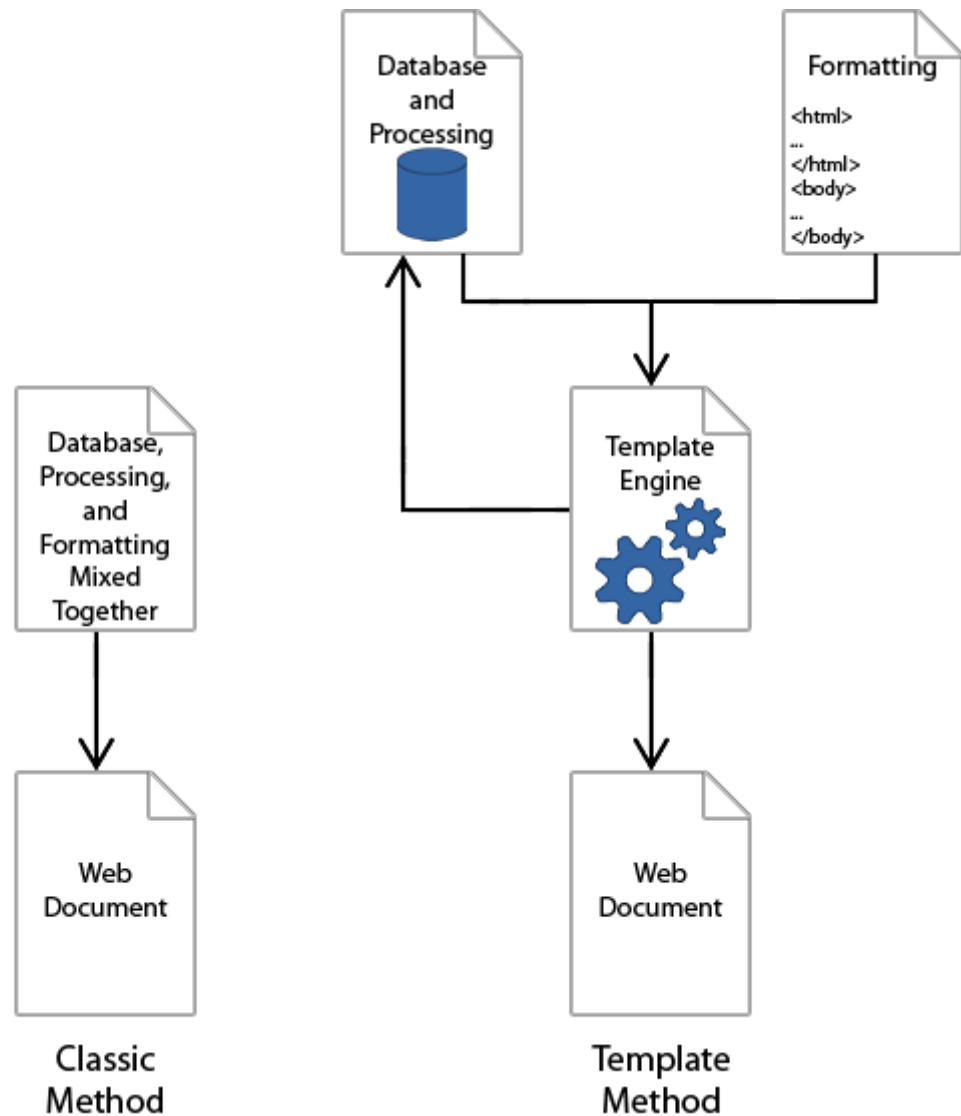 Database
and
Processing
Formatting
<html>
...
</html>
<body>
...
</body>
Database,
Processing,
and
Formatting
Mixed
Together
Template
Engine
Web
Document
Web
Document
Classic
Method
Template
Method